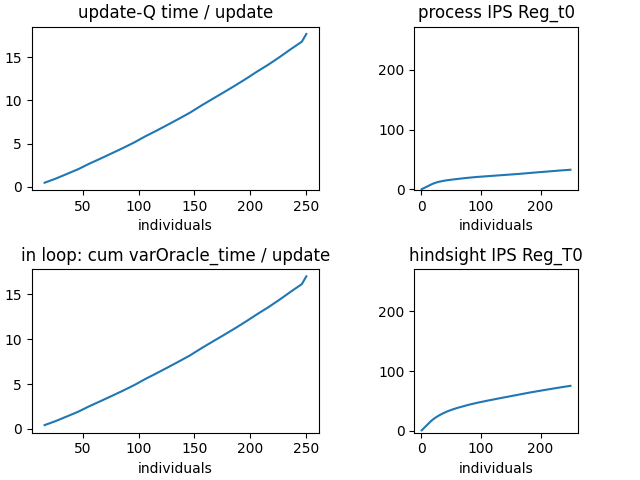 update-Q time / update
15
10
5
0
50 100 150 200 250
individuals
process IPS Reg_t0
200
100
0
0 100 200
individuals
in loop: cum varOracle_time / update
15
10
5
0
50 100 150 200 250
individuals
hindsight IPS Reg_T0
200
100
0
0 100 200
individuals